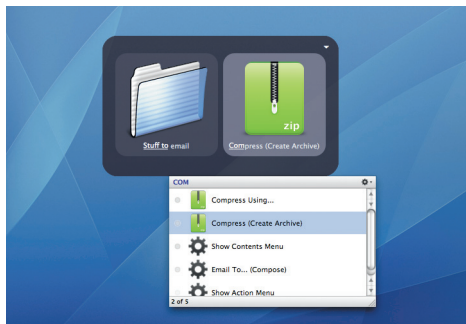 zip
Stuff to email
Compress (Create Archive)
COM
Compress Using...
Compress (Create Archive)
Show Contents Menu
Email To... (Compose)
Show Action Menu
2 of 5